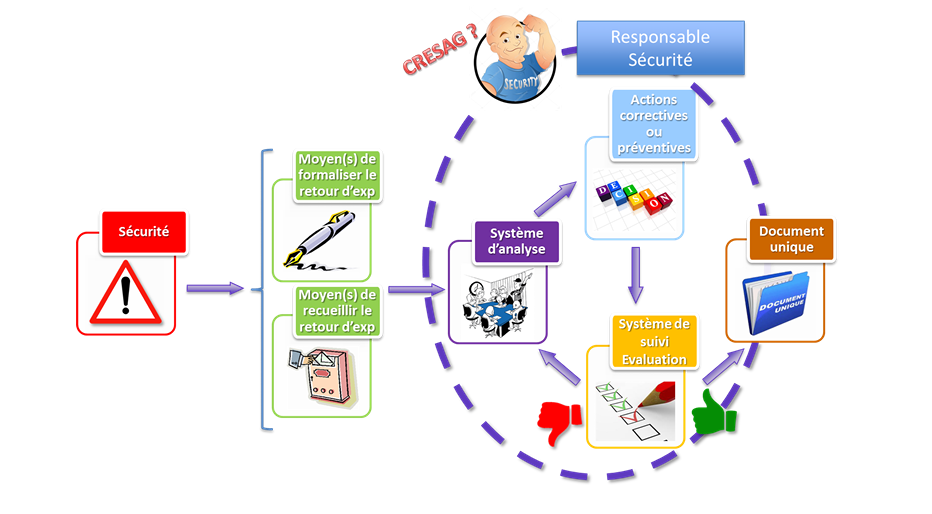 CRESAG ?
SECURITY
Responsable
Sécurité
Actions
correctives
ou
préventives
DECISION
Moyen(s) de
formaliser le
retour d'exp
Sécurité
Système
d'analyse
Document
unique
DOCUMENT
UNIQUE
Moyen(s) de
recueillir le
retour d'exp
Système de
suivi
Evaluation